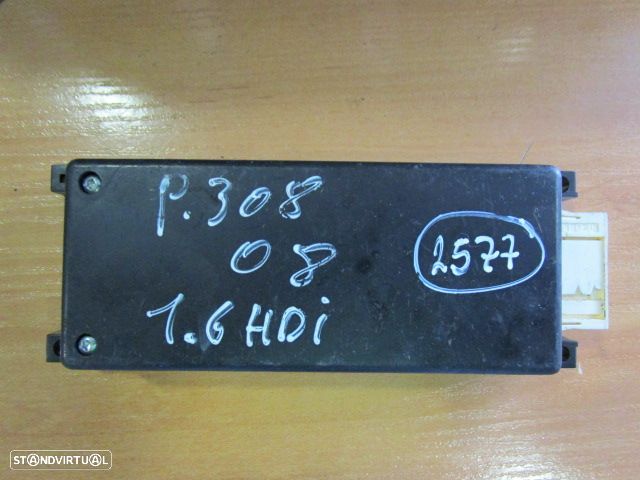 P.308
08
1.6 HDi
2577
STANDVIRTUAL